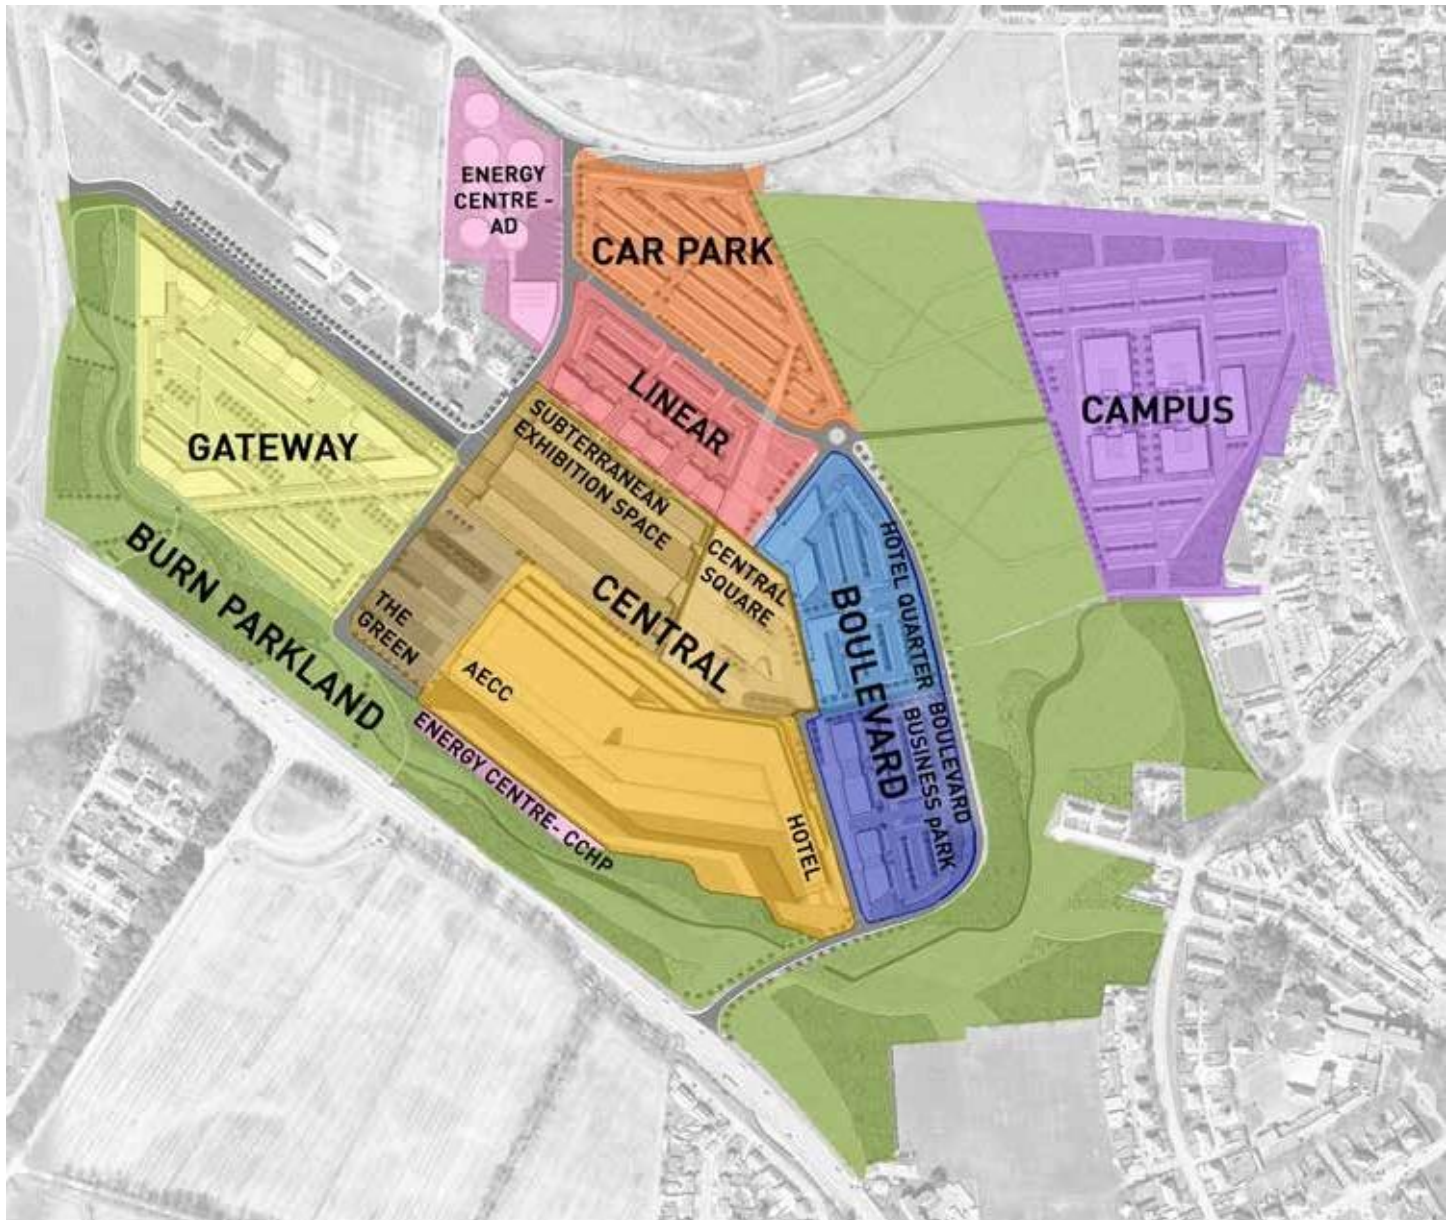 ENERGY
CENTRE -
AD
CAR PARK
CAMPUS
LINEAR
GATEWAY
SUBTERRANEAN
EXHIBITION SPACE
CENTRAL
SQUARE
CENTRAL
THE
GREEN
BURN PARKLAND
AECC
ENERGY CENTRE- CCHP
HOTEL
BOULEVARD
HOTEL QUARTER
BOULEVARD
BUSINESS pARK